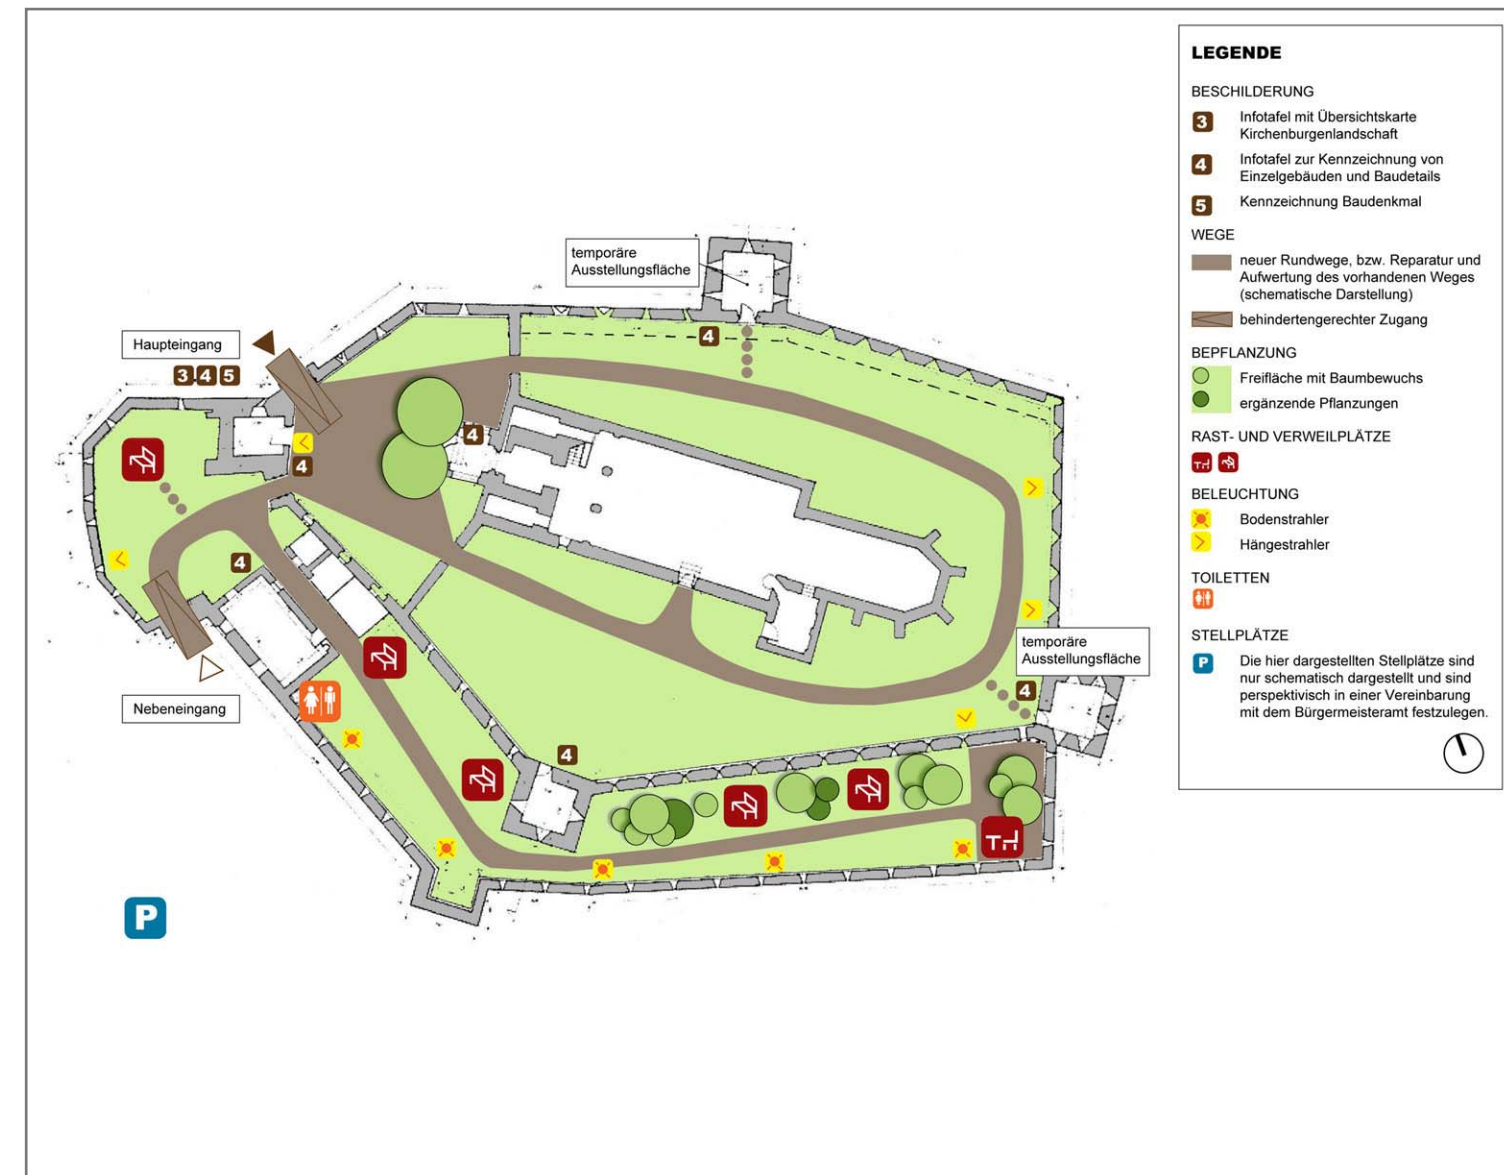 LEGENDE
BESCHILDERUNG
3 Infotafel mit Übersichtskarte
Kirchenburgenlandschaft
4 Infotafel zur Kennzeichnung von
Einzelgebäuden und Baudetails
5 Kennzeichnung Baudenkmal
WEGE
neuer Rundwege, bzw. Reparatur und
Aufwertung des vorhandenen Weges
(schematische Darstellung)
behindertengerechter Zugang
BEPFLANZUNG
Freifläche mit Baumbewuchs
ergänzende Pflanzungen
RAST- UND VERWEILPLÄTZE
BELEUCHTUNG
Bodenstrahler
Hängestrahler
TOILETTEN
STELLPLÄTZE
P Die hier dargestellten Stellplätze sind
nur schematisch dargestellt und sind
perspektivisch in einer Vereinbarung
mit dem Bürgermeisteramt festzulegen.
temporäre
Ausstellungsfläche
4
Haupteingang
3 4 5
4
4
4
temporäre
Ausstellungsfläche
4
Nebeneingang
4
P